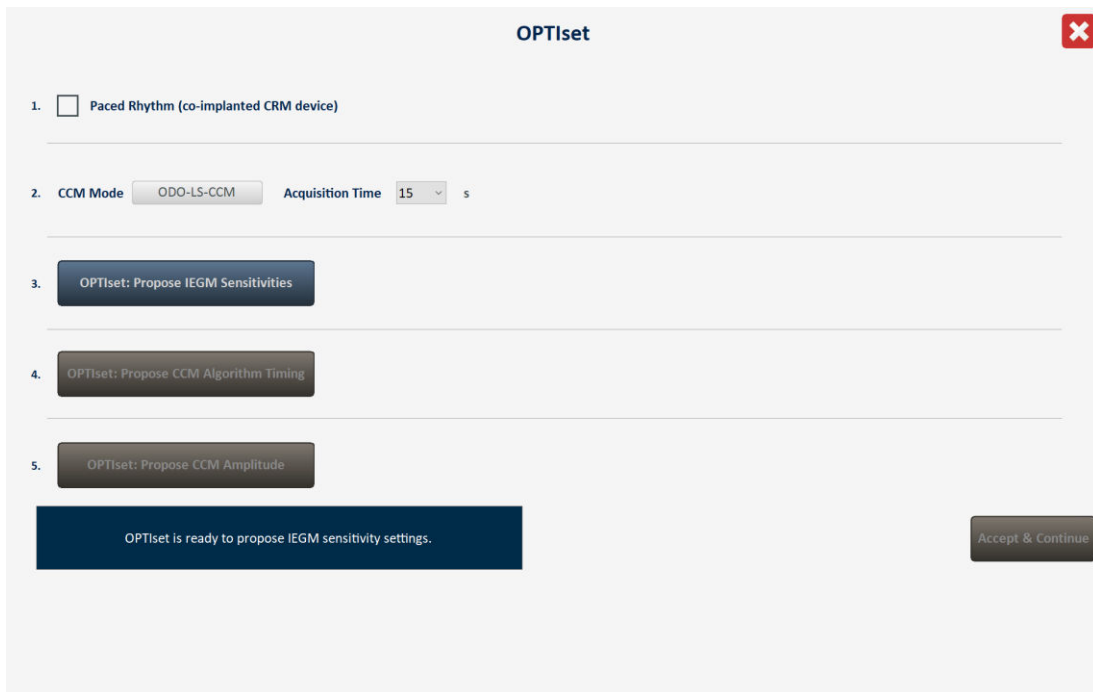 OPTIset
1. Paced Rhythm (co-implanted CRM device)
2. CCM Mode ODO-LS-CCM Acquisition Time 15 s
3. OPTIset: Propose IEGM Sensitivities
4. OPTIset: Propose CCM Algorithm Timing
5. OPTIset: Propose CCM Amplitude
OPTIset is ready to propose IEGM sensitivity settings.
Accept & Continue